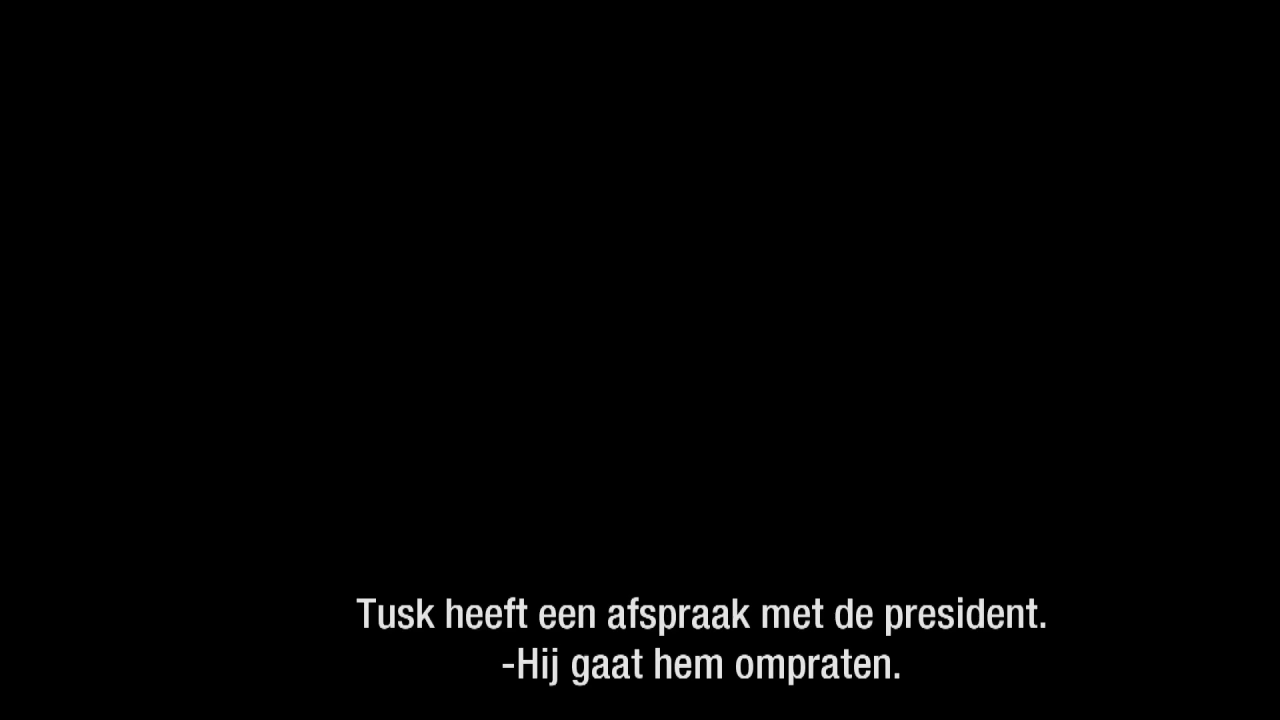 Tusk heeft een afspraak met de president.
-Hij gaat hem ompraten.